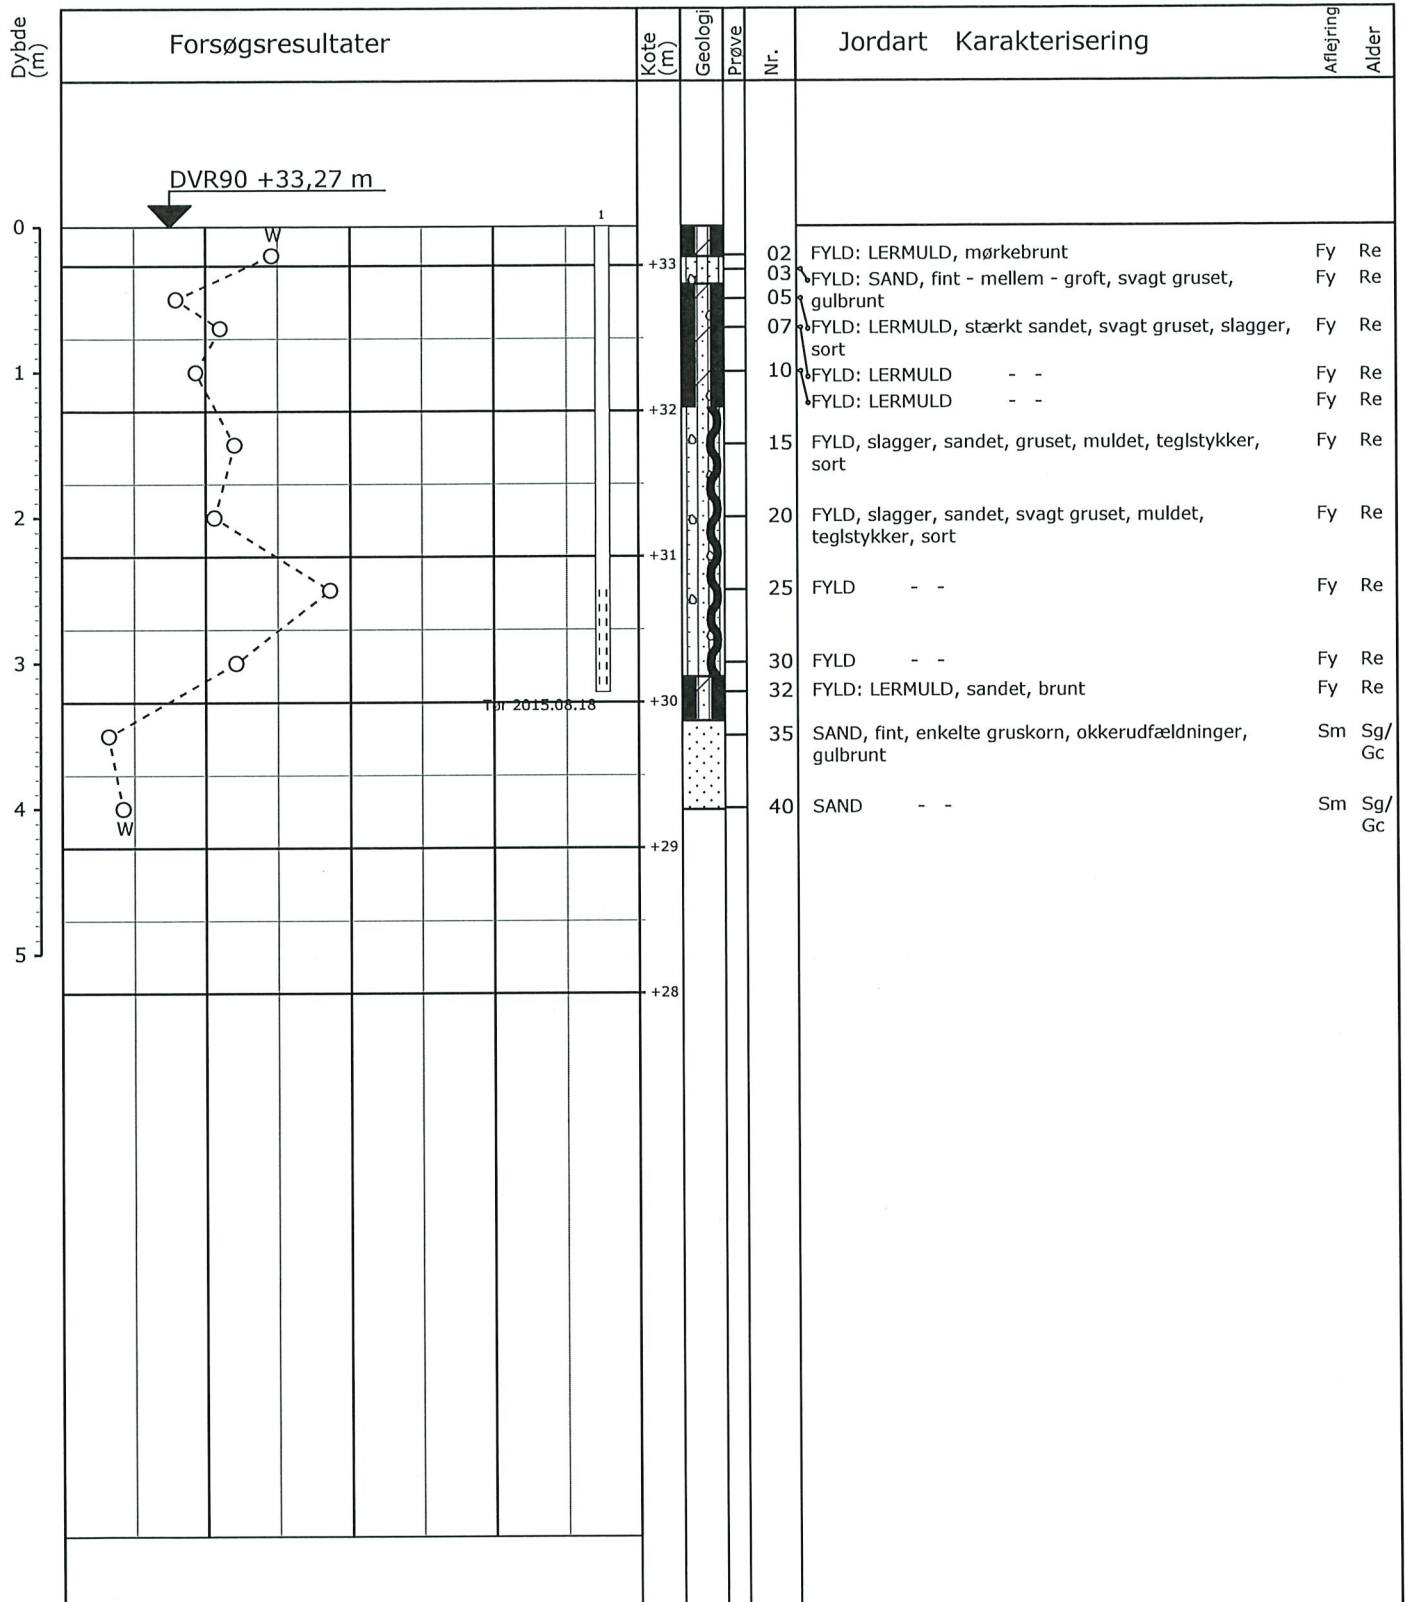 Dybde (m)
Forsøgsresultater
Kote (m)
Geologi
Prøve
Nr.
Jordart Karakterisering
Aflejring
Alder
DVR90 +33,27 m
1
0
W
+33
02 FYLD: LERMULD, mørkebrunt Fy Re
03 FYLD: SAND, fint - mellem - groft, svagt gruset, Fy Re
gulbrunt
05
07 FYLD: LERMULD, stærkt sandet, svagt gruset, slagger, Fy Re
sort
1
10 FYLD: LERMULD - - Fy Re
FYLD: LERMULD - - Fy Re
+32
15 FYLD, slagger, sandet, gruset, muldet, teglstykker, Fy Re
sort
2
20 FYLD, slagger, sandet, svagt gruset, muldet, Fy Re
teglstykker, sort
+31
25 FYLD - - Fy Re
3
30 FYLD - - Fy Re
32 FYLD: LERMULD, sandet, brunt Fy Re
+30
Tør 2015.08.18
35 SAND, fint, enkelte gruskorn, okkerudfældninger, Sm Sg/
gulbrunt Gc
4
40 SAND - - Sm Sg/
Gc
W
+29
5
+28